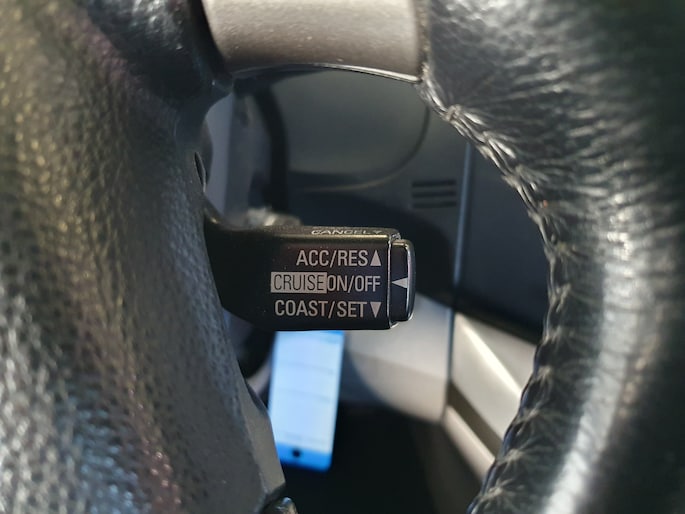 CANCEL
ACC/RES▲
CRUISE ON/OFF
COAST/SET▼